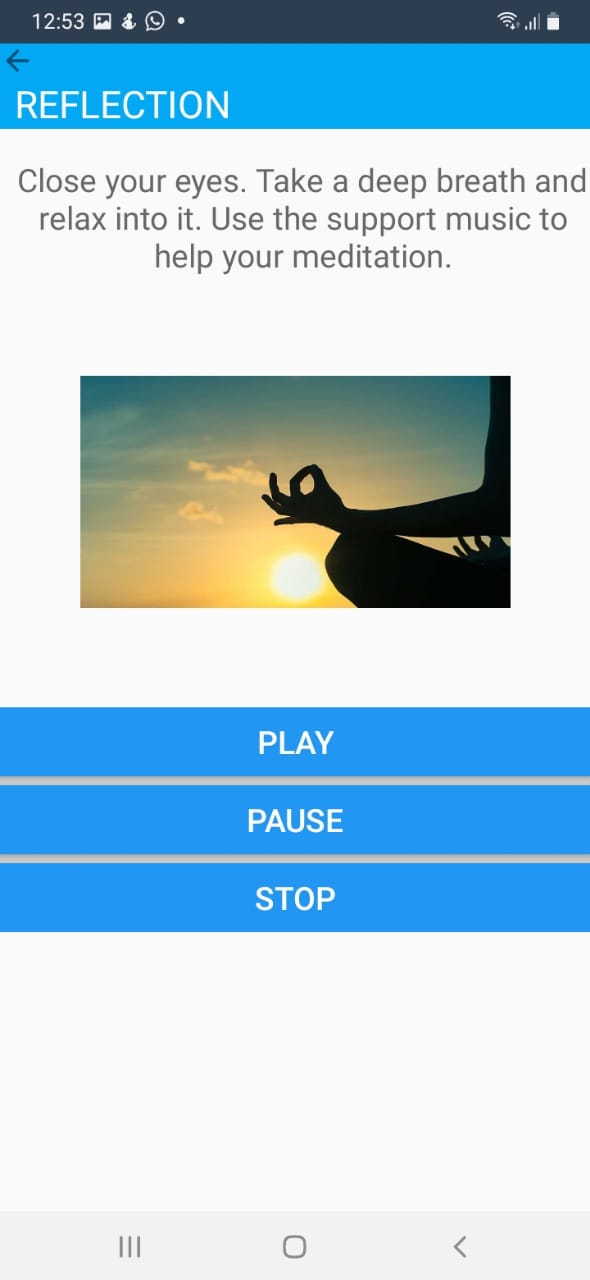 12:53
REFLECTION
Close your eyes. Take a deep breath and
relax into it. Use the support music to
help your meditation.
PLAY
PAUSE
STOP